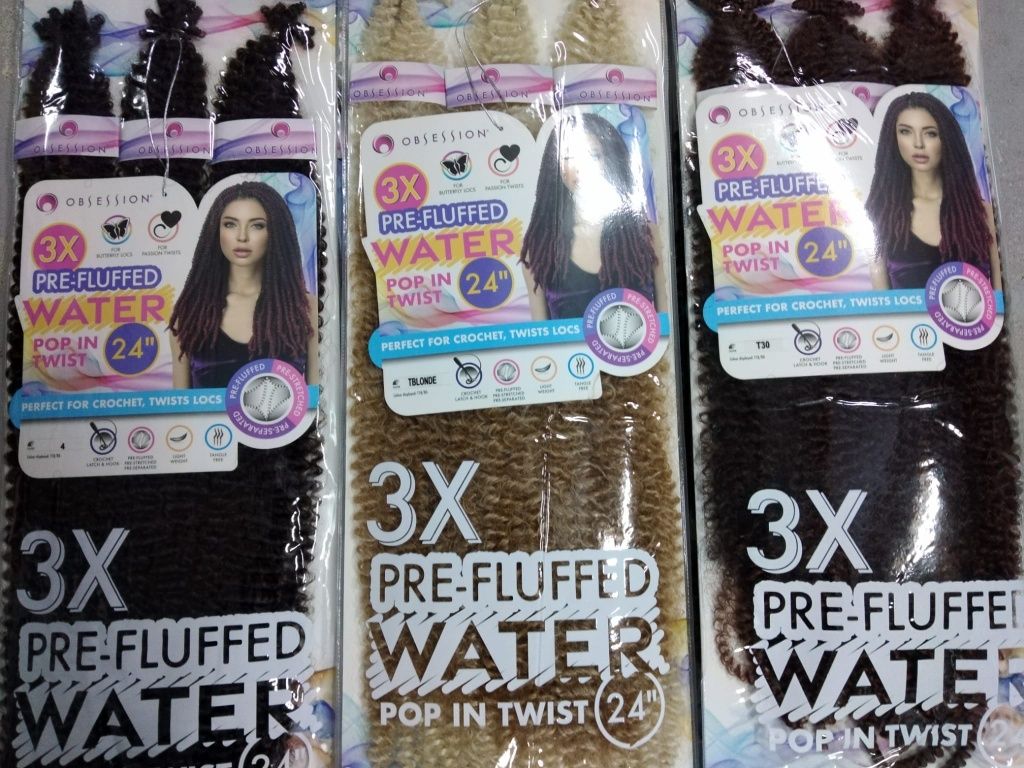 OBSESSION
OBSESSION
OBSESSION
3X
FOR BUTTERFLY LOCS
FOR PASSION TWISTS
PRE-FLUFFED
WATER
POP IN TWIST 24"
PERFECT FOR CROCHET, TWISTS LOCS
PRE-FLUFFED PRE-STRETCHED PRE-SEPARATED
4
CROCHET LATCH & HOOK
PRE-FLUFFED PRE-STRETCHED PRE-SEPARATED
LIGHT WEIGHT
TANGLE FREE
3X
PRE-FLUFFED
WATER
24"
OBSESSION OBSESSION OBSESSION
OBSESSION
3X
FOR BUTTERFLY LOCS
FOR PASSION TWISTS
PRE-FLUFFED
WATER
POP IN TWIST 24"
PERFECT FOR CROCHET, TWISTS LOCS
PRE-FLUFFED PRE-STRETCHED PRE-SEPARATED
TBLONDE
CROCHET LATCH & HOOK
PRE-FLUFFED PRE-STRETCHED PRE-SEPARATED
LIGHT WEIGHT
TANGLE FREE
3X
PRE-FLUFFED
WATER
POP IN TWIST 24"
OBSESSION
3X
PRE-FLUFFED
WATER
POP IN TWIST 24"
PERFECT FOR CROCHET, TWISTS LOCS
PRE-FLUFFED PRE-STRETCHED PRE-SEPARATED
T30
CROCHET LATCH & HOOK
PRE-FLUFFED PRE-STRETCHED PRE-SEPARATED
LIGHT WEIGHT
TANGLE FREE
3X
PRE-FLUFFE
WATE
POP IN TWIST